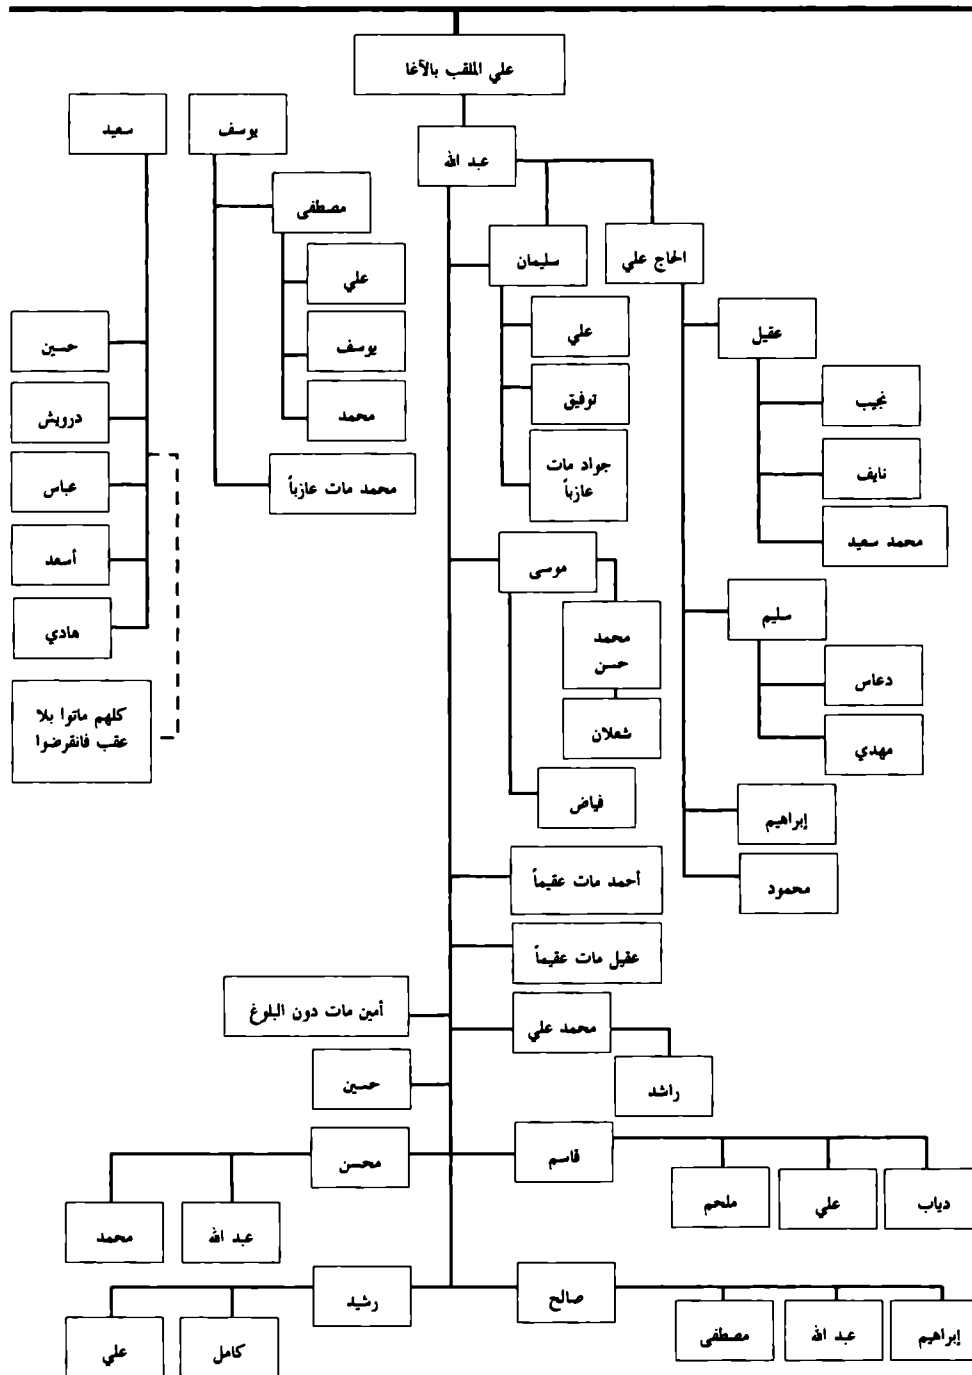 علي الملقب بالآغا
عبد الله
يوسف
سعيد
الحاج علي
عقيل
نجيب
نايف
محمد سعيد
سليم
دعاس
مهدي
إبراهيم
محمود
سليمان
علي
توفيق
جواد مات
عازباً
موسى
محمد
حسن
شعلان
فياض
أحمد مات عقيماً
عقيل مات عقيماً
أمين مات دون البلوغ
محمد علي
راشد
حسين
قاسم
دياب
علي
ملحم
محسن
عبد الله
محمد
صالح
إبراهيم
عبد الله
مصطفى
رشيد
كامل
علي
مصطفى
علي
يوسف
محمد
محمد مات عازباً
حسين
درويش
عباس
أسعد
هادي
كلهم ماتوا بلا
عقب فانقرضوا